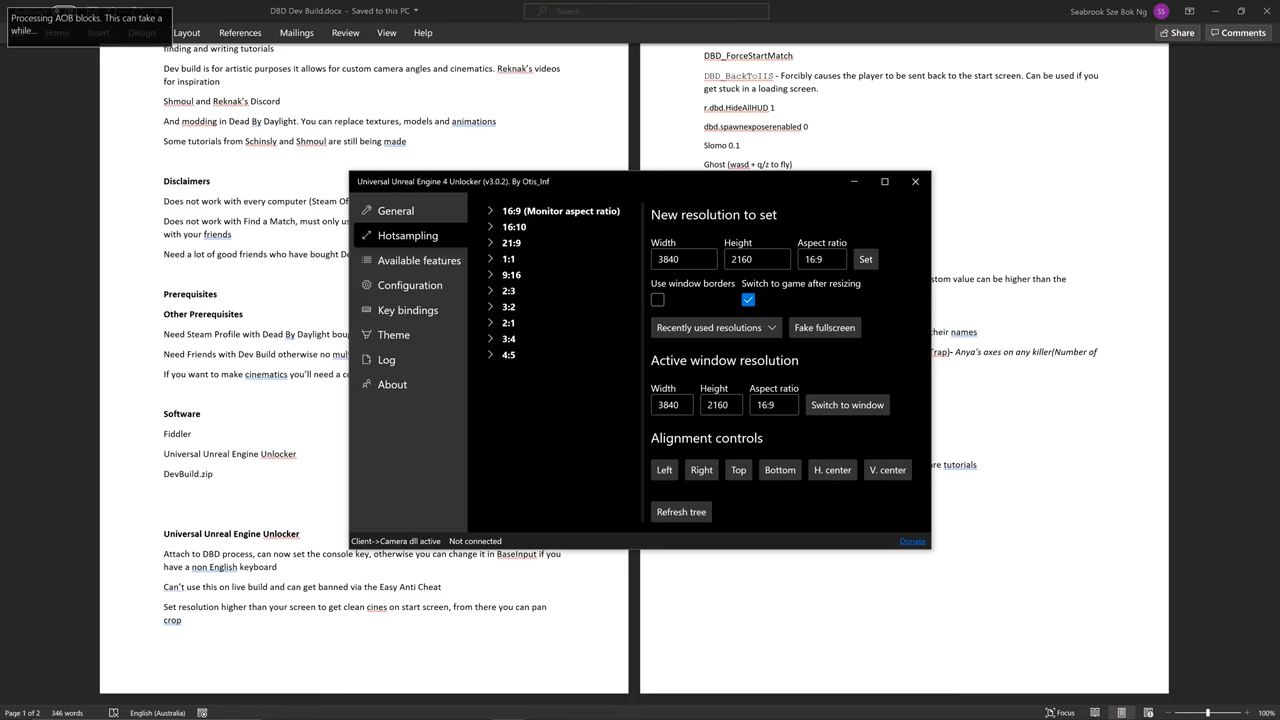 Processing AOB blocks. This can take a
while...
DBD Dev Build.docx - Saved to this PC
Search
Seabrook Sze Bok Ng
SS
Home
Insert
Design
Layout
References
Mailings
Review
View
Help
Share
Comments
finding and writing tutorials
Dev build is for artistic purposes it allows for custom camera angles and cinematics. Reknak's videos
for inspiration
Shmoul and Reknak's Discord
And modding in Dead By Daylight. You can replace textures, models and animations
Some tutorials from Schinsly and Shmoul are still being made
Disclaimers
Does not work with every computer (Steam Of
Does not work with Find a Match, must only us
with your friends
Need a lot of good friends who have bought De
Prerequisites
Other Prerequisites
Need Steam Profile with Dead By Daylight boug
Need Friends with Dev Build otherwise no mult
If you want to make cinematics you'll need a co
Software
Fiddler
Universal Unreal Engine Unlocker
DevBuild.zip
Universal Unreal Engine Unlocker
Attach to DBD process, can now set the console key, otherwise you can change it in BaseInput if you
have a non English keyboard
Can't use this on live build and can get banned via the Easy Anti Cheat
Set resolution higher than your screen to get clean cines on start screen, from there you can pan
crop
DBD_ForceStartMatch
DBD_BackToIIS - Forcibly causes the player to be sent back to the start screen. Can be used if you
get stuck in a loading screen.
r.dbd.HideAllHUD 1
dbd.spawnexposerenabled 0
Slomo 0.1
Ghost (wasd + q/z to fly)
stom value can be higher than the
heir names
Trap)- Anya's axes on any killer(Number of
re tutorials
Universal Unreal Engine 4 Unlocker (v3.0.2). By Otis_Inf
General
Hotsampling
Available features
Configuration
Key bindings
Theme
Log
About
16:9 (Monitor aspect ratio)
16:10
21:9
1:1
9:16
2:3
3:2
2:1
3:4
4:5
New resolution to set
Width Height Aspect ratio
3840 2160 16:9 Set
Use window borders Switch to game after resizing
Recently used resolutions Fake fullscreen
Active window resolution
Width Height Aspect ratio
3840 2160 16:9 Switch to window
Alignment controls
Left Right Top Bottom H. center V. center
Refresh tree
Client->Camera dll active Not connected Donate
Page 1 of 2 346 words English (Australia) Focus 100%